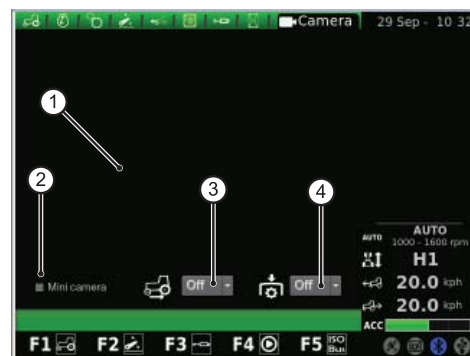 Camera 29 Sep - 10 32
1
2
3
4
Mini camera
Off
Off
AUTO AUTO
1000 - 1600 rpm
H1
20.0 kph
20.0 kph
ACC
F1 F2 F3 F4 F5 ISO
Bus